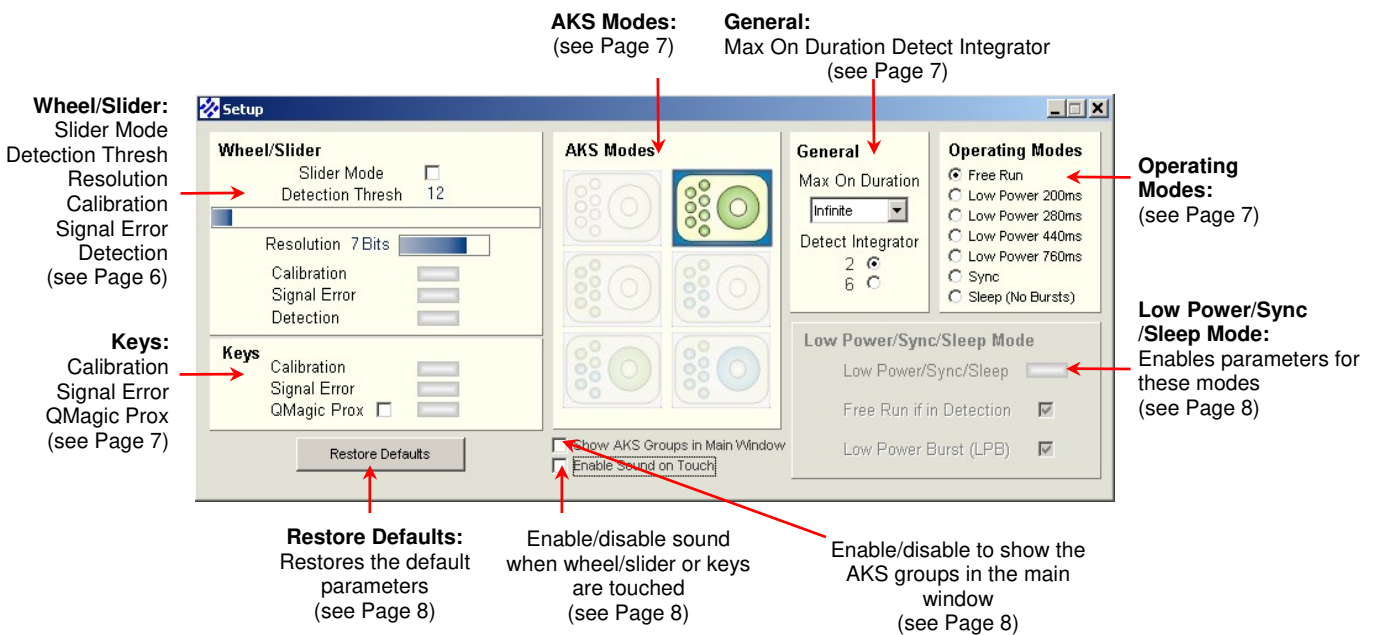 AKS Modes:
(see Page 7)
General:
Max On Duration Detect Integrator
(see Page 7)
Wheel/Slider:
Slider Mode
Detection Thresh
Resolution
Calibration
Signal Error
Detection
(see Page 6)
Keys:
Calibration
Signal Error
QMagic Prox
(see Page 7)
Setup
Wheel/Slider
Slider Mode
Detection Thresh 12
Resolution 7 Bits
Calibration
Signal Error
Detection
Keys
Calibration
Signal Error
QMagic Prox
Restore Defaults
AKS Modes
Show AKS Groups in Main Window
Enable Sound on Touch
General
Max On Duration
Infinite
Detect Integrator
2
6
Operating Modes
Free Run
Low Power 200ms
Low Power 280ms
Low Power 440ms
Low Power 760ms
Sync
Sleep (No Bursts)
Low Power/Sync/Sleep Mode
Low Power/Sync/Sleep
Free Run if in Detection
Low Power Burst (LPB)
Operating
Modes:
(see Page 7)
Low Power/Sync
/Sleep Mode:
Enables parameters for
these modes
(see Page 8)
Restore Defaults:
Restores the default
parameters
(see Page 8)
Enable/disable sound
when wheel/slider or keys
are touched
(see Page 8)
Enable/disable to show the
AKS groups in the main
window
(see Page 8)